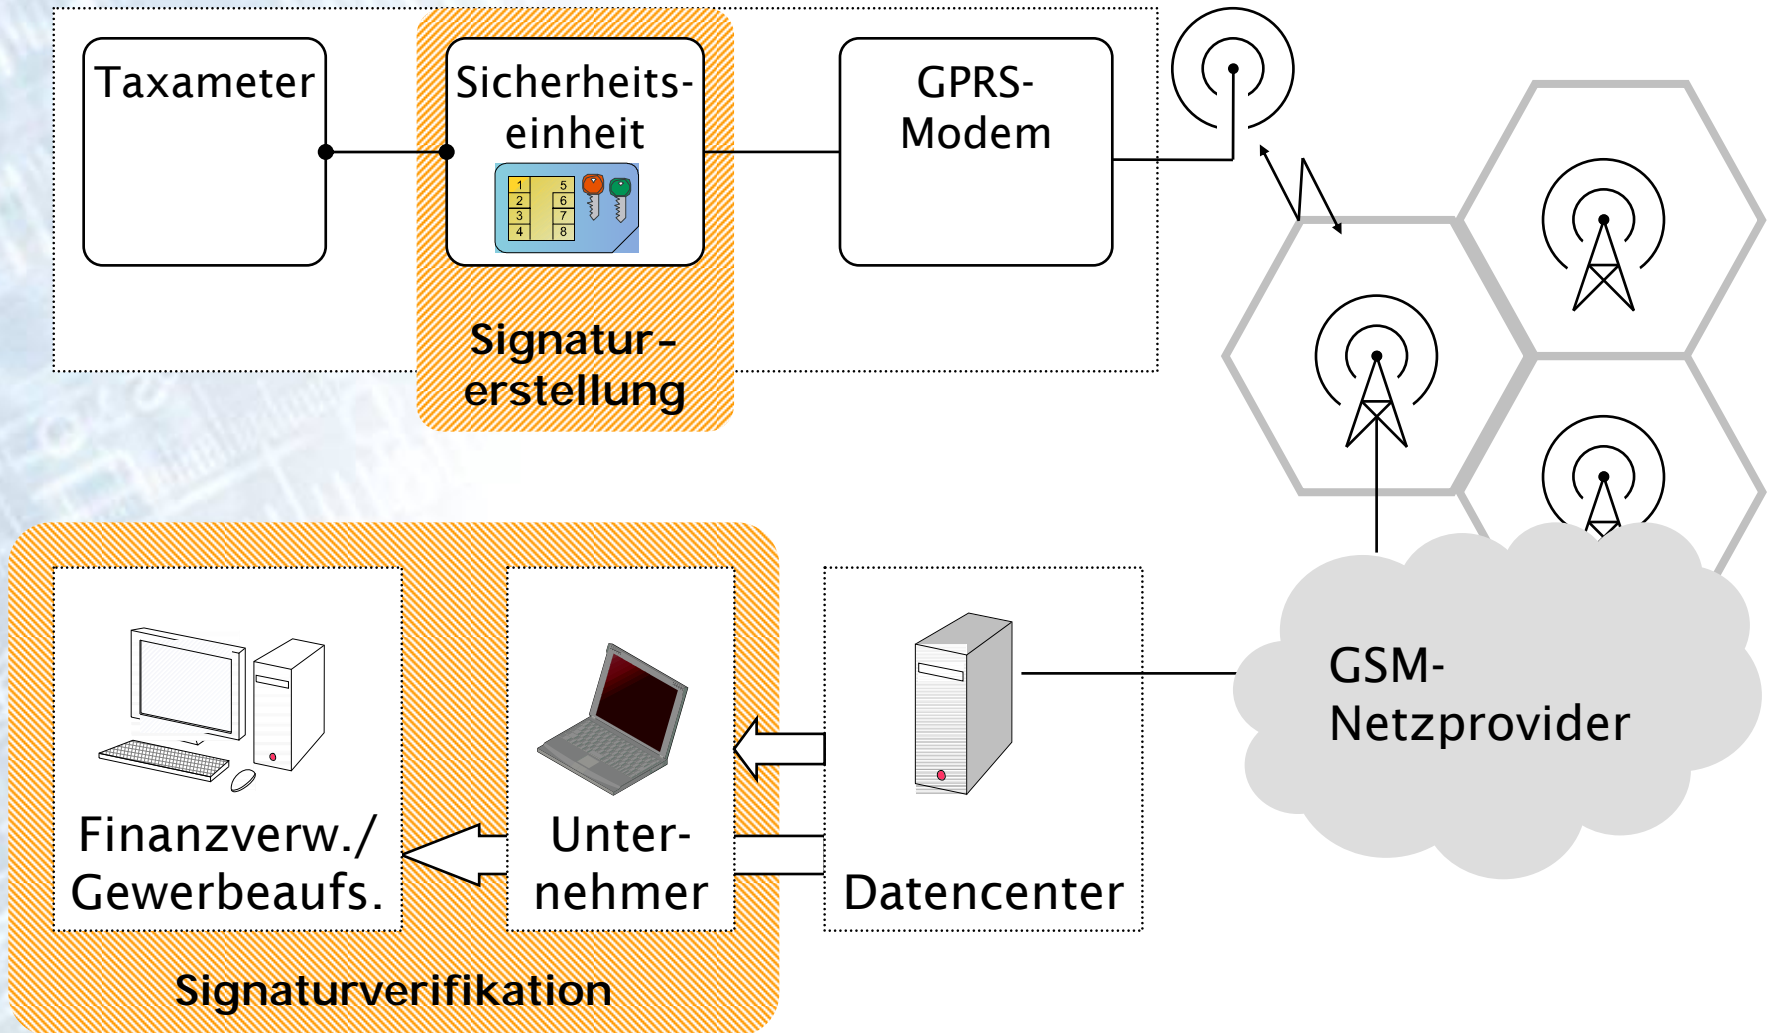 Taxameter
Sicherheits-
einheit
1 5
2 6
3 7
4 8
GPRS-
Modem
Signatur-
erstellung
GSM-
Netzprovider
Finanzverw./
Gewerbeaufs.
Unter-
nehmer
Datencenter
Signaturverifikation